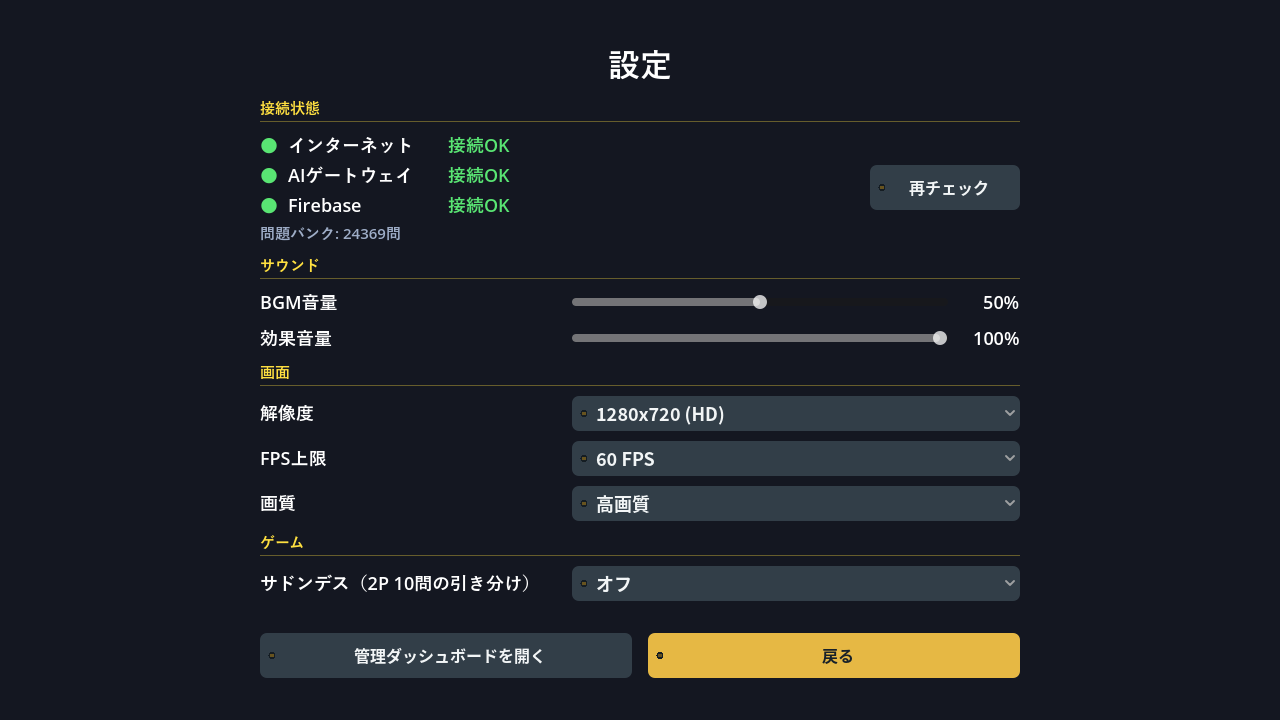 設定
接続状態
インターネット 接続OK
AIゲートウェイ 接続OK
再チェック
Firebase 接続OK
問題バンク: 24369問
サウンド
BGM音量 50%
効果音量 100%
画面
解像度 1280x720 (HD)
FPS上限 60 FPS
画質 高画質
ゲーム
サドンデス（2P 10問の引き分け） オフ
管理ダッシュボードを開く 戻る